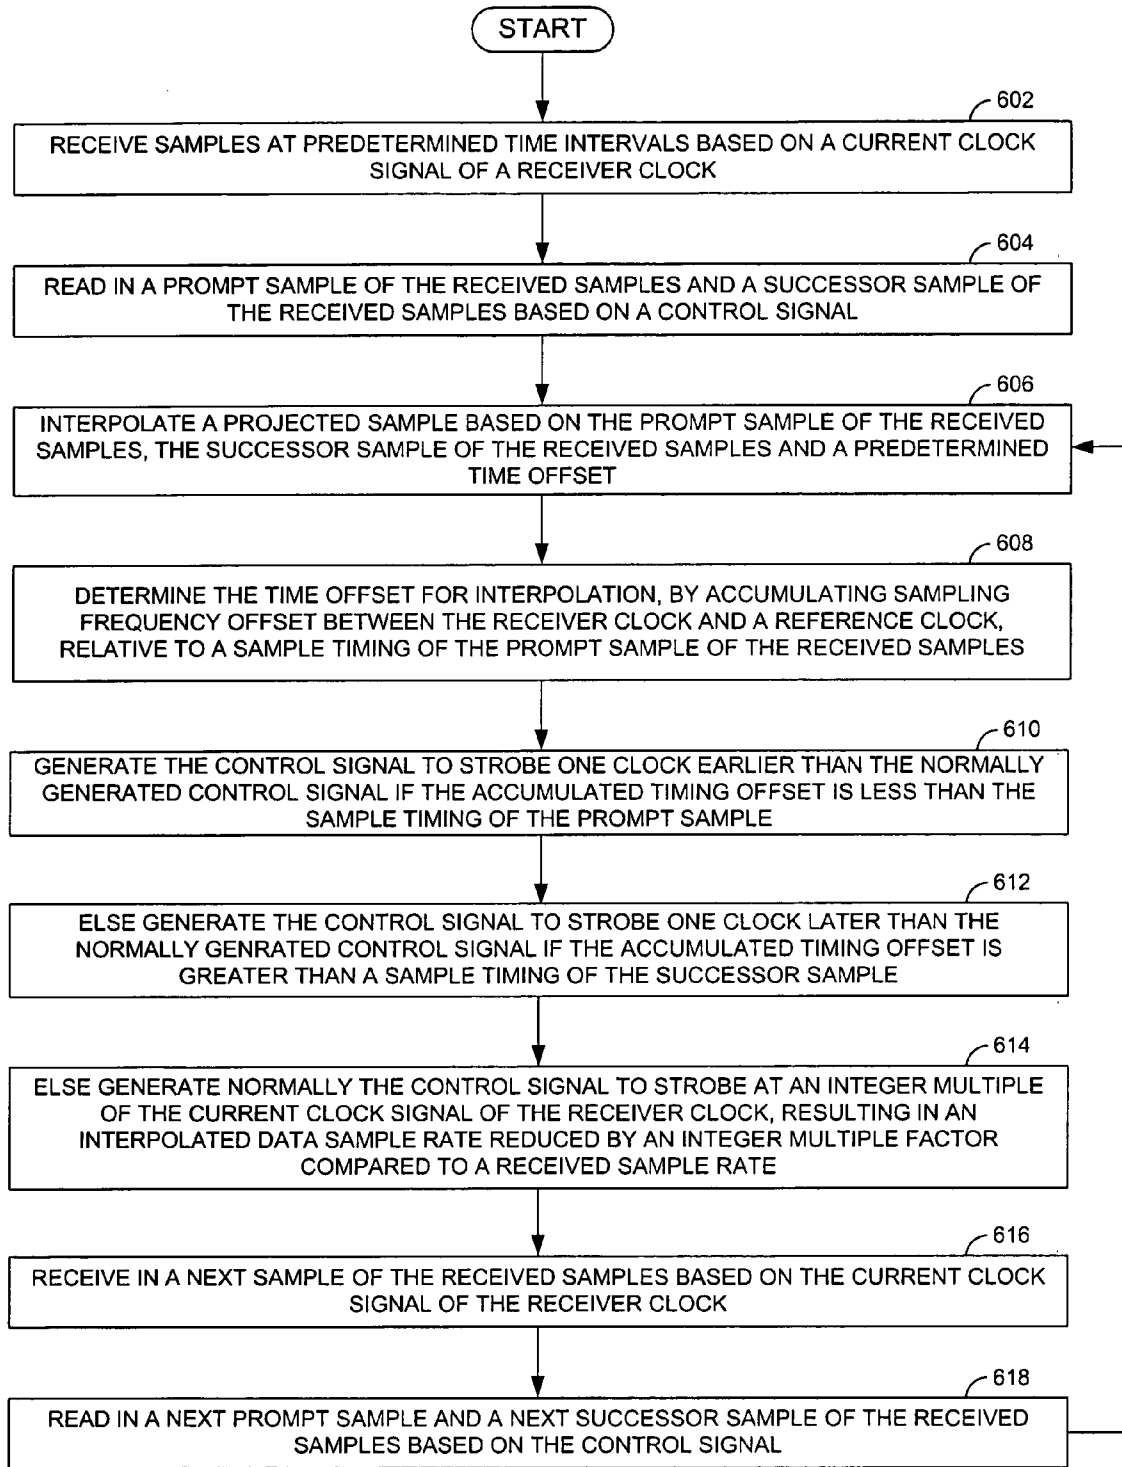 START
602
RECEIVE SAMPLES AT PREDETERMINED TIME INTERVALS BASED ON A CURRENT CLOCK
SIGNAL OF A RECEIVER CLOCK
604
READ IN A PROMPT SAMPLE OF THE RECEIVED SAMPLES AND A SUCCESSOR SAMPLE OF
THE RECEIVED SAMPLES BASED ON A CONTROL SIGNAL
606
INTERPOLATE A PROJECTED SAMPLE BASED ON THE PROMPT SAMPLE OF THE RECEIVED
SAMPLES, THE SUCCESSOR SAMPLE OF THE RECEIVED SAMPLES AND A PREDETERMINED
TIME OFFSET
608
DETERMINE THE TIME OFFSET FOR INTERPOLATION, BY ACCUMULATING SAMPLING
FREQUENCY OFFSET BETWEEN THE RECEIVER CLOCK AND A REFERENCE CLOCK,
RELATIVE TO A SAMPLE TIMING OF THE PROMPT SAMPLE OF THE RECEIVED SAMPLES
610
GENERATE THE CONTROL SIGNAL TO STROBE ONE CLOCK EARLIER THAN THE NORMALLY
GENERATED CONTROL SIGNAL IF THE ACCUMULATED TIMING OFFSET IS LESS THAN THE
SAMPLE TIMING OF THE PROMPT SAMPLE
612
ELSE GENERATE THE CONTROL SIGNAL TO STROBE ONE CLOCK LATER THAN THE
NORMALLY GENRATED CONTROL SIGNAL IF THE ACCUMULATED TIMING OFFSET IS
GREATER THAN A SAMPLE TIMING OF THE SUCCESSOR SAMPLE
614
ELSE GENERATE NORMALLY THE CONTROL SIGNAL TO STROBE AT AN INTEGER MULTIPLE
OF THE CURRENT CLOCK SIGNAL OF THE RECEIVER CLOCK, RESULTING IN AN
INTERPOLATED DATA SAMPLE RATE REDUCED BY AN INTEGER MULTIPLE FACTOR
COMPARED TO A RECEIVED SAMPLE RATE
616
RECEIVE IN A NEXT SAMPLE OF THE RECEIVED SAMPLES BASED ON THE CURRENT CLOCK
SIGNAL OF THE RECEIVER CLOCK
618
READ IN A NEXT PROMPT SAMPLE AND A NEXT SUCCESSOR SAMPLE OF THE RECEIVED
SAMPLES BASED ON THE CONTROL SIGNAL